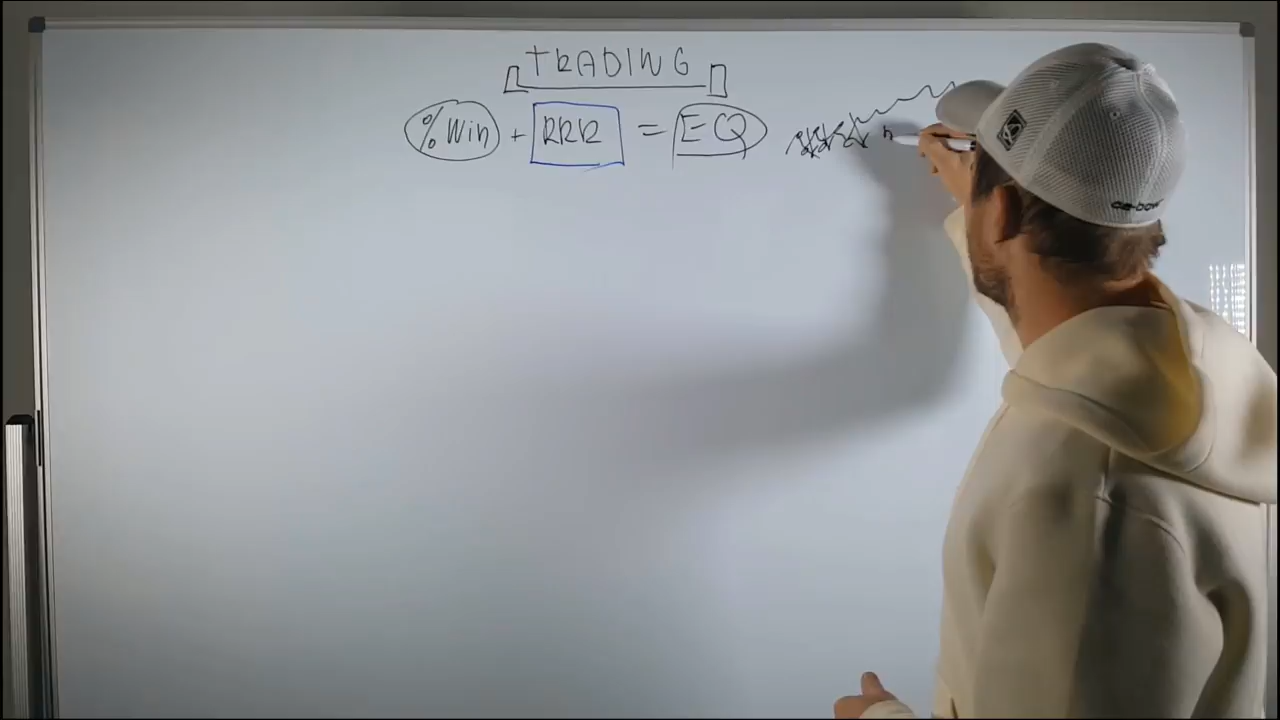 TRADING
% Win + RRR = EQ